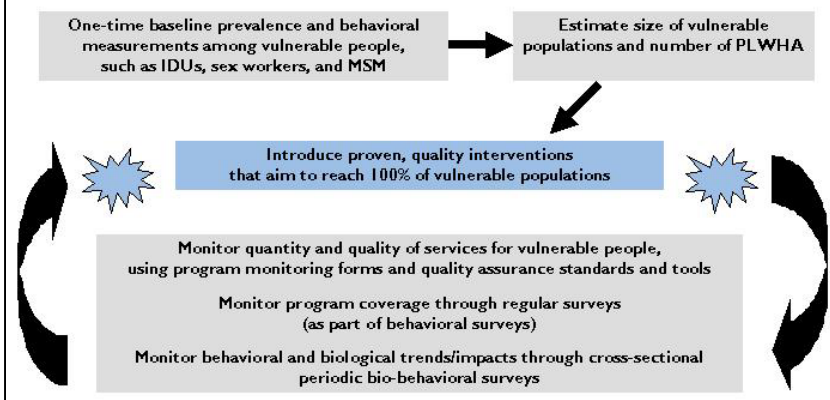 One-time baseline prevalence and behavioral
measurements among vulnerable people,
such as IDUs, sex workers, and MSM
Estimate size of vulnerable
populations and number of PLWHA
Introduce proven, quality interventions
that aim to reach 100% of vulnerable populations
Monitor quantity and quality of services for vulnerable people,
using program monitoring forms and quality assurance standards and tools
Monitor program coverage through regular surveys
(as part of behavioral surveys)
Monitor behavioral and biological trends/impacts through cross-sectional
periodic bio-behavioral surveys